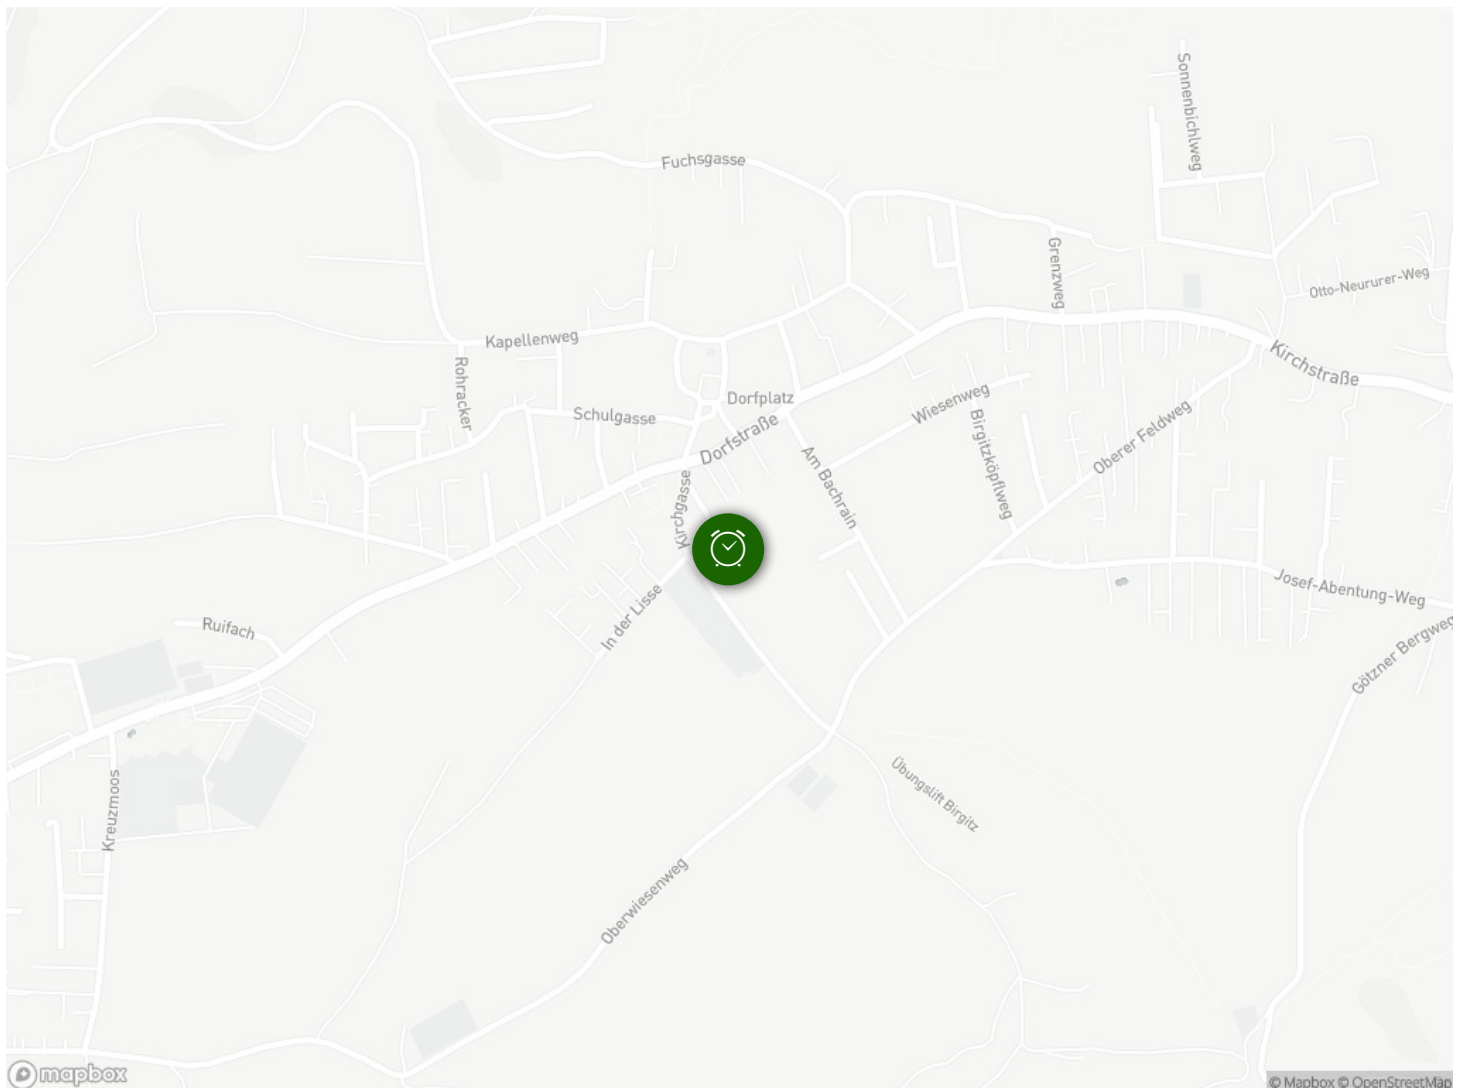 Sonnenbichlweg
Fuchsgasse
Grenzweg
Otto-Neururer-Weg
Kapellenweg
Kirchstraße
Rohracker
Dorfplatz
Wiesenweg
Schulgasse
Dorfstraße
Birgitzköpflweg
Oberer Feldweg
Am Bachrain
Kirchgasse
In der Lisse
Josef-Abentung-Weg
Ruifach
Götzner Bergweg
Kreuzmoos
Übungslift Birgitz
Oberwiesenweg
mapbox
© Mapbox © OpenStreetMap